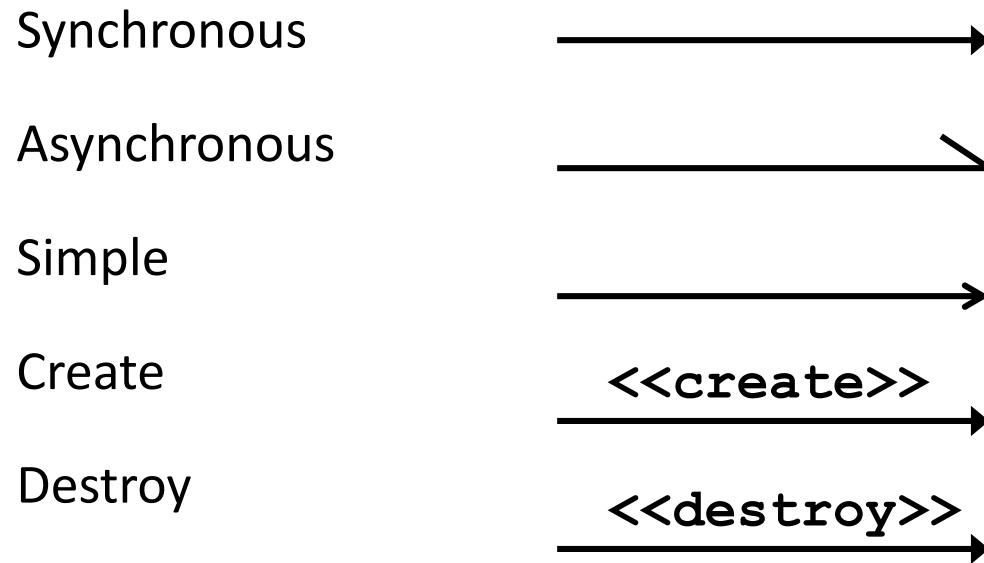 Synchronous
Asynchronous
Simple
Create
<<create>>
Destroy
<<destroy>>